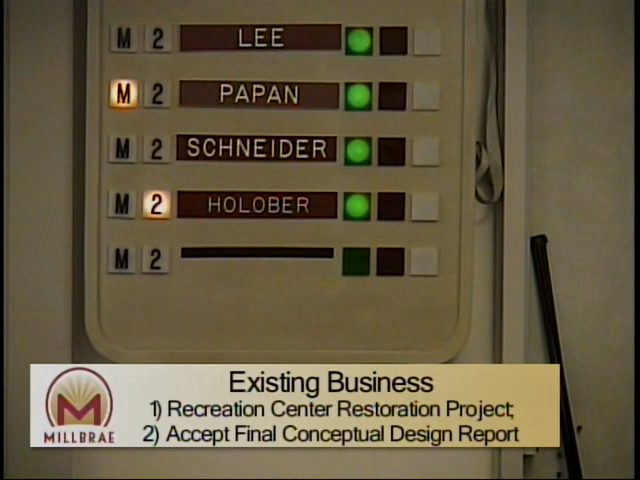 M 2 LEE
M 2 PAPAN
M 2 SCHNEIDER
M 2 HOLOBER
M 2
M
MILLBRAE
Existing Business
1) Recreation Center Restoration Project;
2) Accept Final Conceptual Design Report